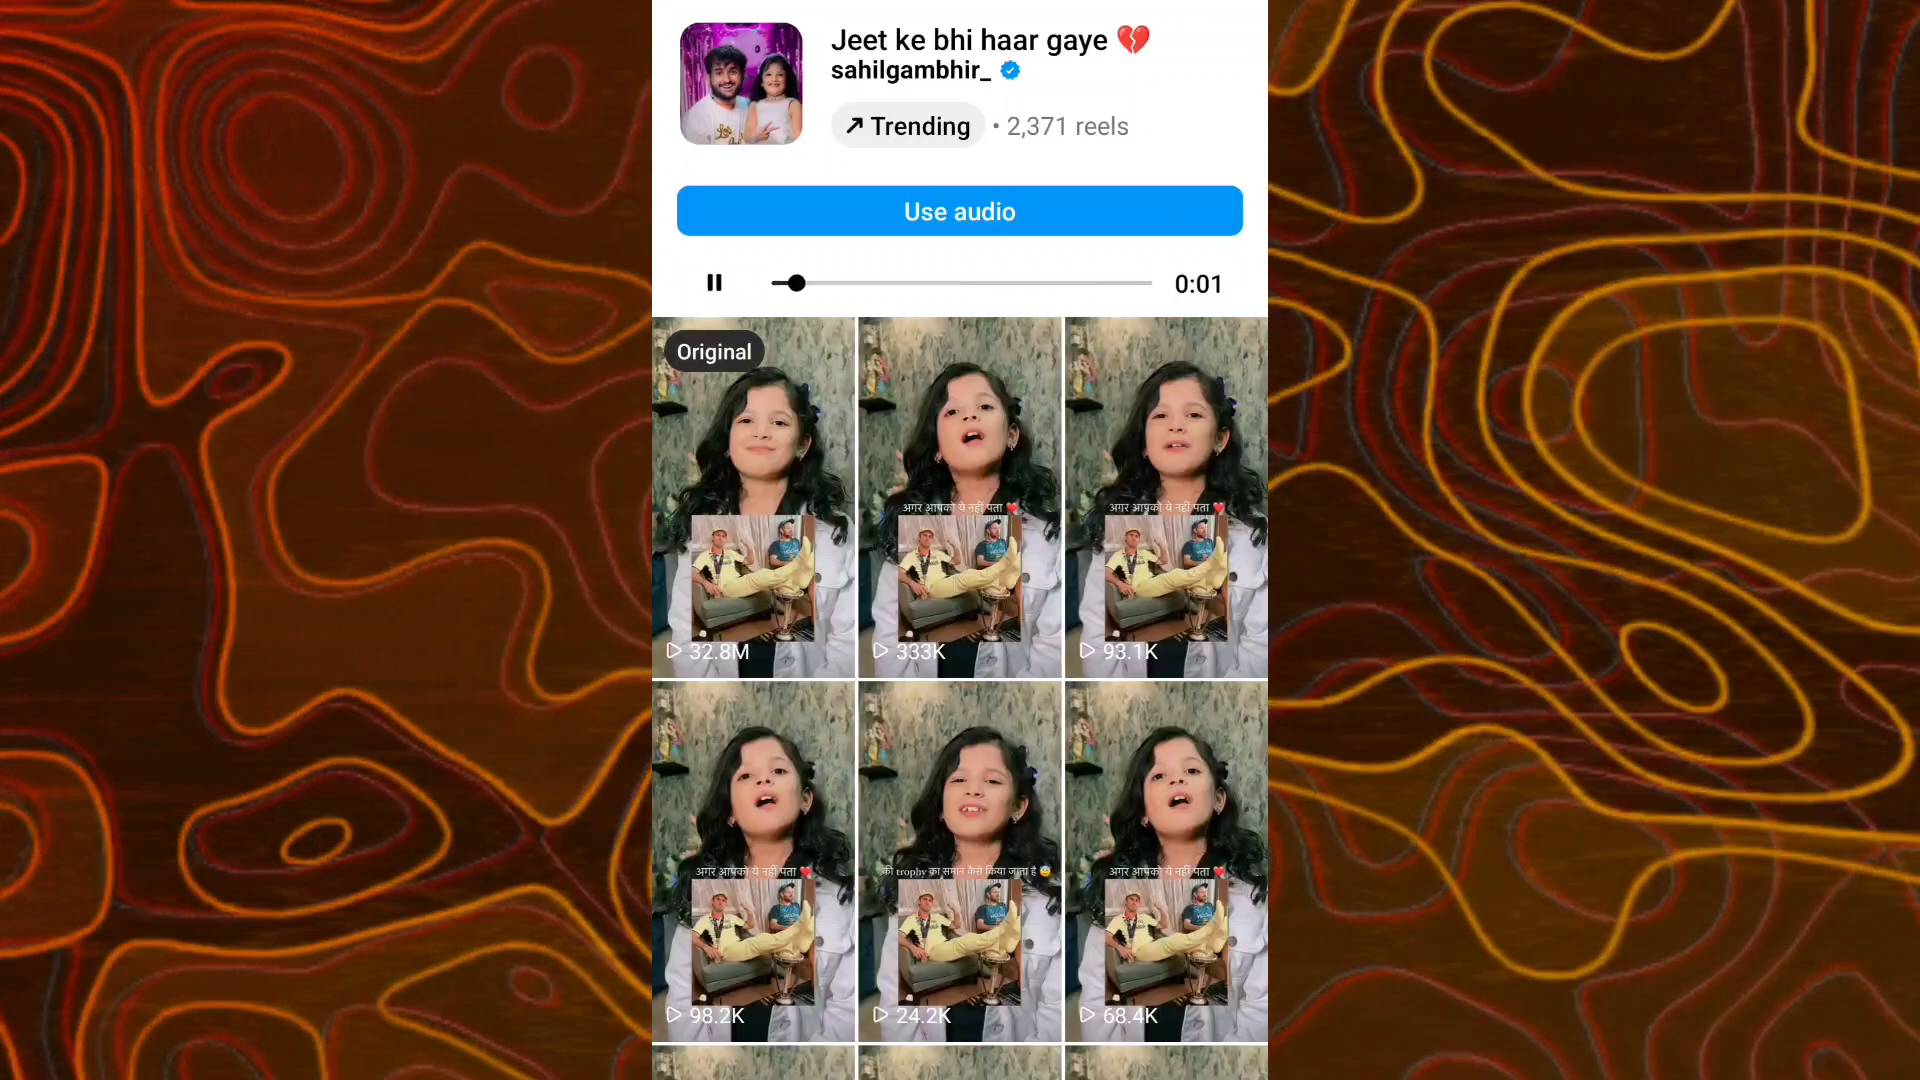 Jeet ke bhi haar gaye 💔
sahilgambhir_
Trending • 2,371 reels
Use audio
0:01
Original
अगर आपको ये नहीं पता ❤️
अगर आपको ये नहीं पता ❤️
32.8M
333K
93.1K
अगर आपको ये नहीं पता ❤️
की trophy का समान कैसे किया जाता है 😇
अगर आपको ये नहीं पता ❤️
98.2K
24.2K
68.4K